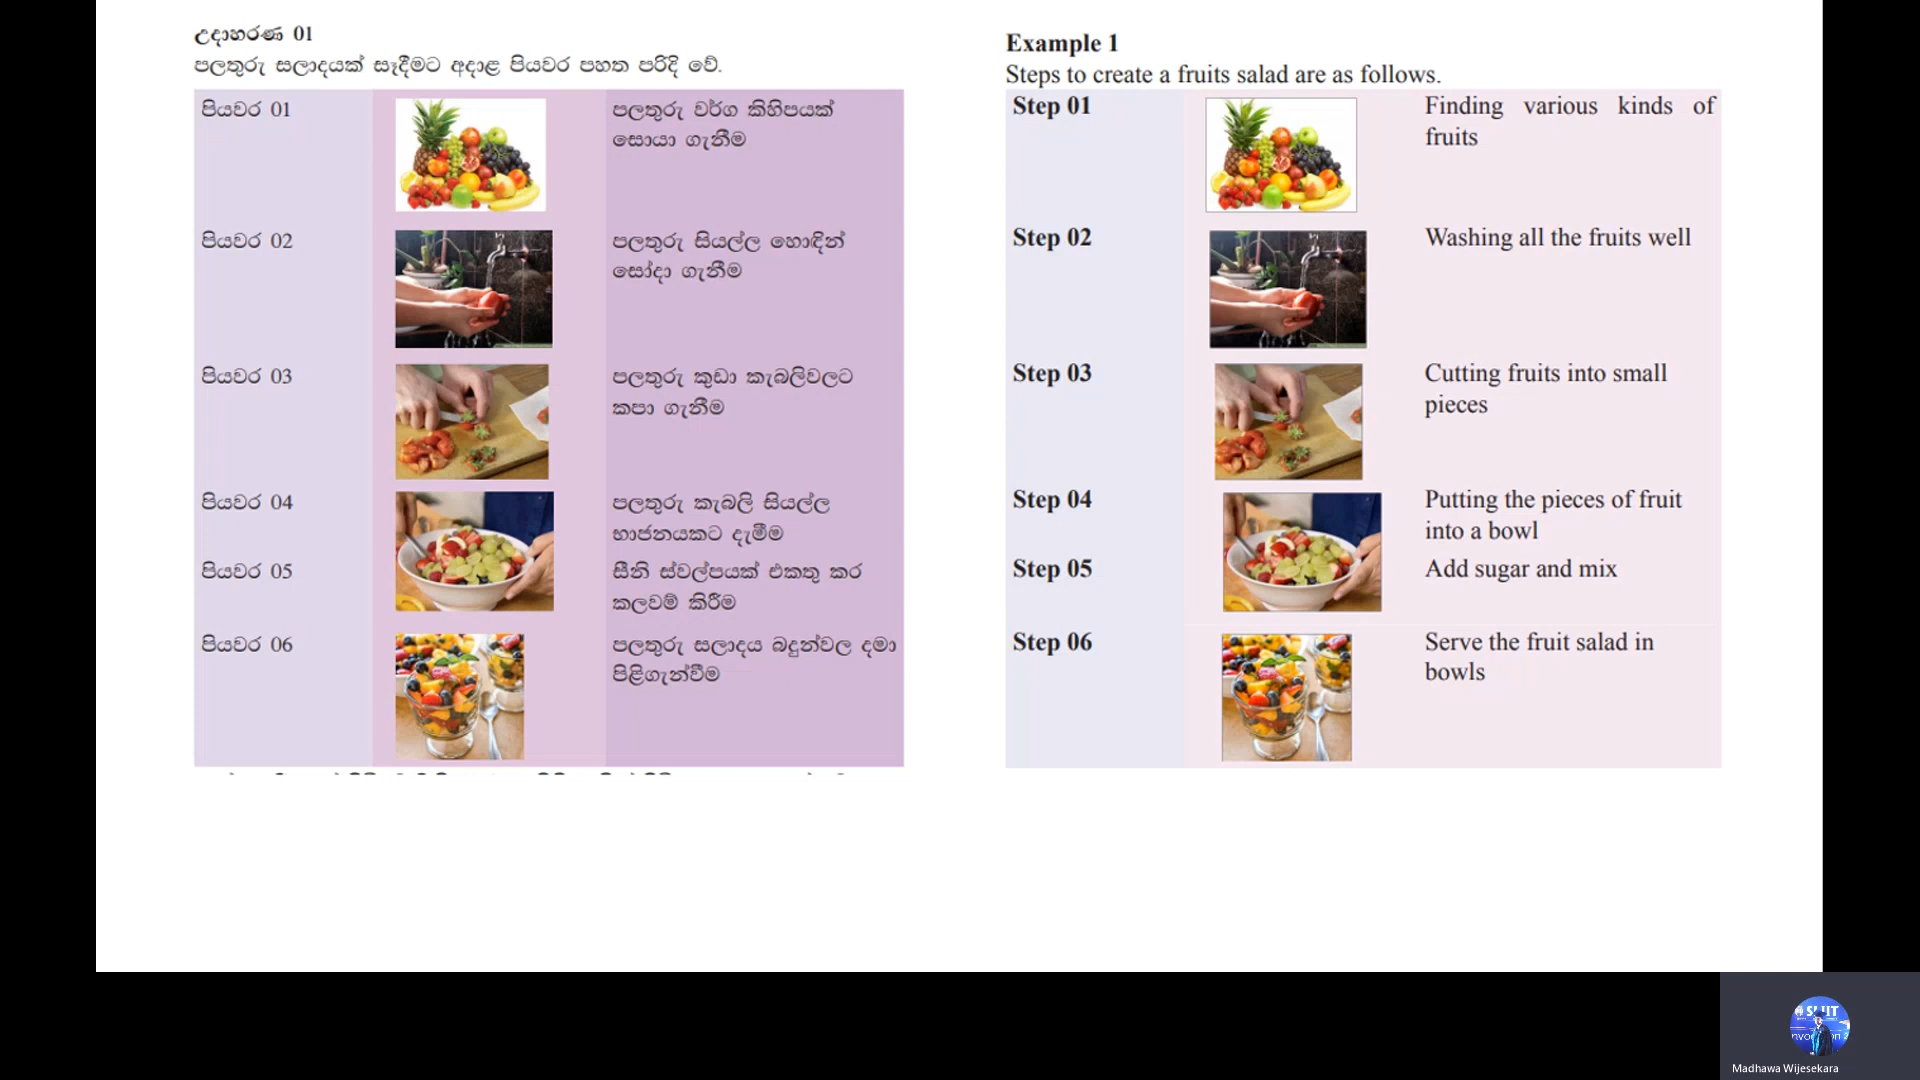 උදාහරණ 01
පලතුරු සලාදයක් සෑදීමට අදාළ පියවර පහත පරිදි වේ.
පියවර 01
පලතුරු වර්ග කිහිපයක්
සොයා ගැනීම
පියවර 02
පලතුරු සියල්ල හොඳින්
සෝදා ගැනීම
පියවර 03
පලතුරු කුඩා කැබලිවලට
කපා ගැනීම
පියවර 04
පලතුරු කැබලි සියල්ල
භාජනයකට දැමීම
පියවර 05
සීනි ස්වල්පයක් එකතු කර
කලවම් කිරීම
පියවර 06
පලතුරු සලාදය බඳුන්වල දමා
පිළිගැන්වීම
Example 1
Steps to create a fruits salad are as follows.
Step 01
Finding various kinds of
fruits
Step 02
Washing all the fruits well
Step 03
Cutting fruits into small
pieces
Step 04
Putting the pieces of fruit
into a bowl
Step 05
Add sugar and mix
Step 06
Serve the fruit salad in
bowls
Madhawa Wijesekara